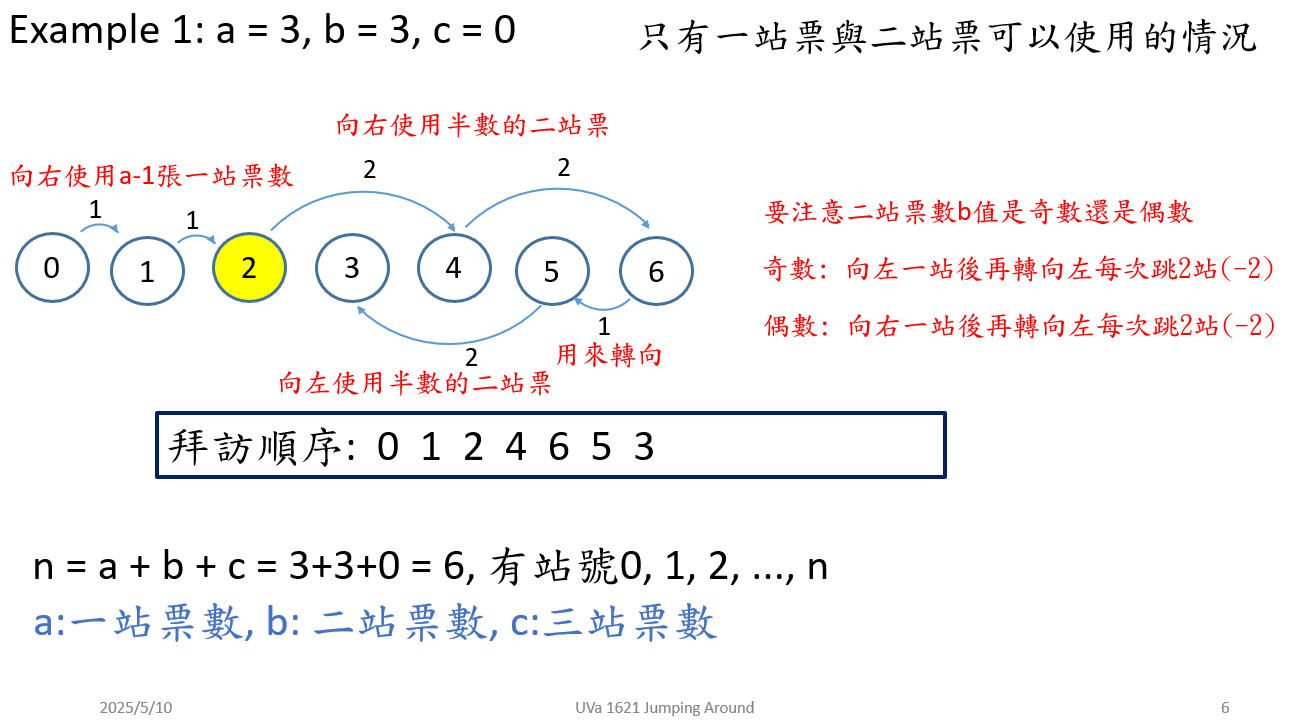 Example 1: a = 3, b = 3, c = 0
只有一站票與二站票可以使用的情況
向右使用半數的二站票
向右使用a-1張一站票數
2
2
1
1
要注意二站票數b值是奇數還是偶數
0
1
2
3
4
5
6
奇數: 向左一站後再轉向左每次跳2站(-2)
偶數: 向右一站後再轉向左每次跳2站(-2)
1
2
用來轉向
向左使用半數的二站票
拜訪順序: 0 1 2 4 6 5 3
n = a + b + c = 3+3+0 = 6, 有站號0, 1, 2, ..., n
a:一站票數, b: 二站票數, c:三站票數
2025/5/10
UVa 1621 Jumping Around
6